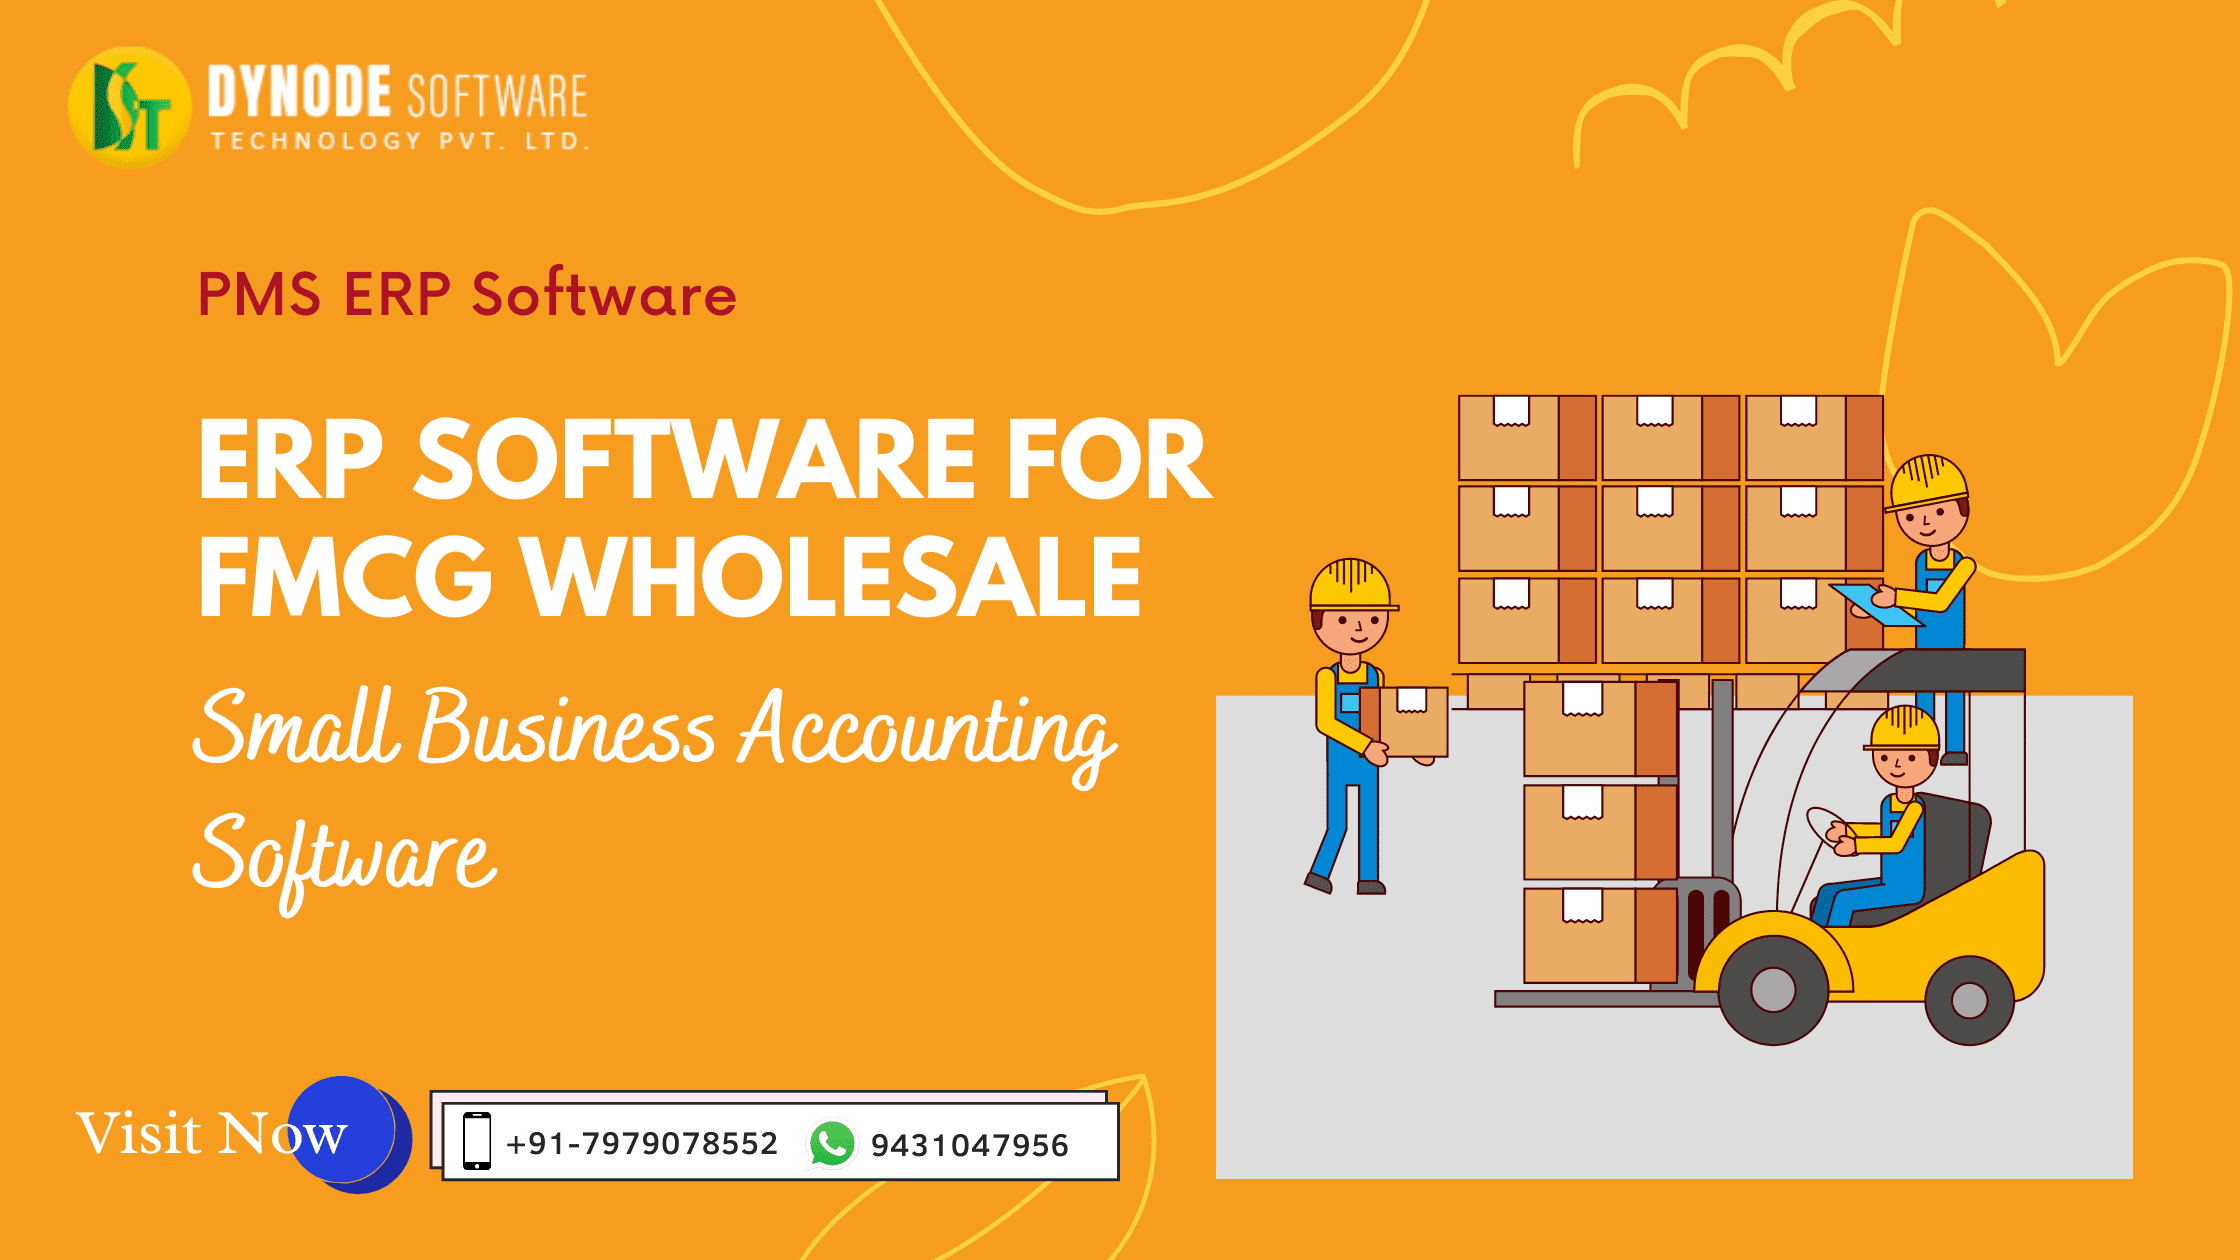 DYNODE SOFTWARE
TECHNOLOGY PVT. LTD.
PMS ERP Software
ERP SOFTWARE FOR
FMCG WHOLESALE
Small Business Accounting
Software
Visit Now
+91-7979078552
9431047956